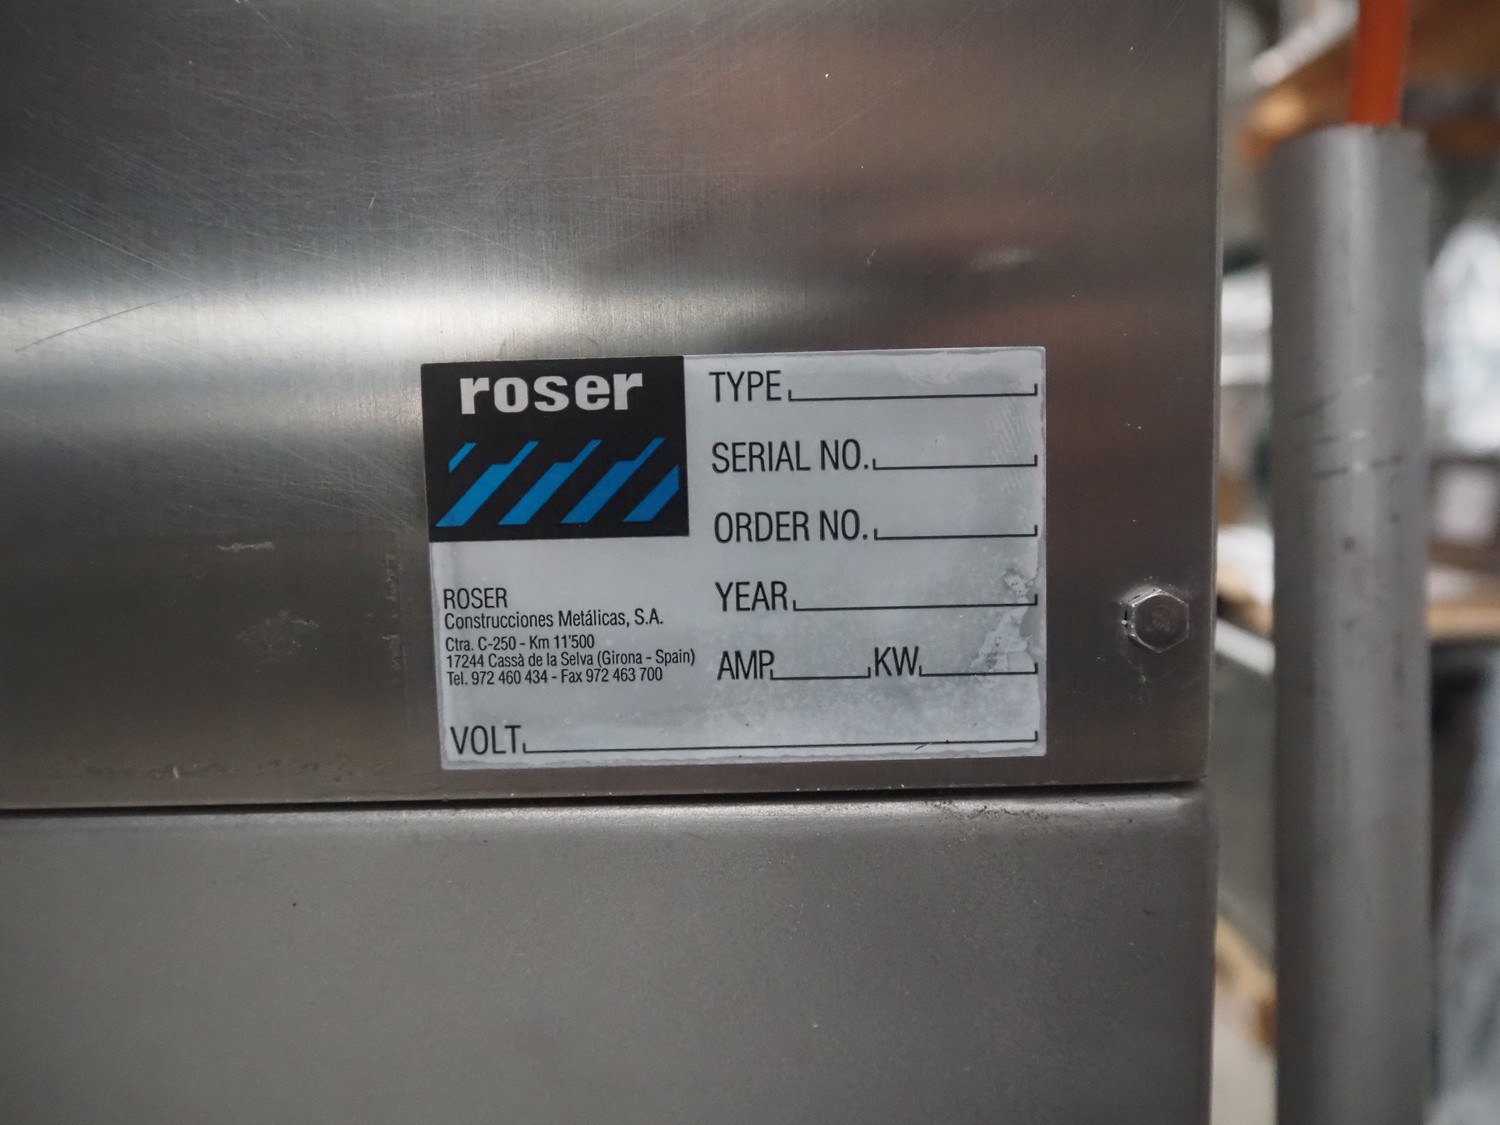 roser
TYPE
SERIAL NO.
ORDER NO.
YEAR
AMP. KW.
ROSER
Construcciones Metálicas, S.A.
Ctra. C-250 - Km 11'500
17244 Cassà de la Selva (Girona - Spain)
Tel. 972 460 434 - Fax 972 463 700
VOLT.